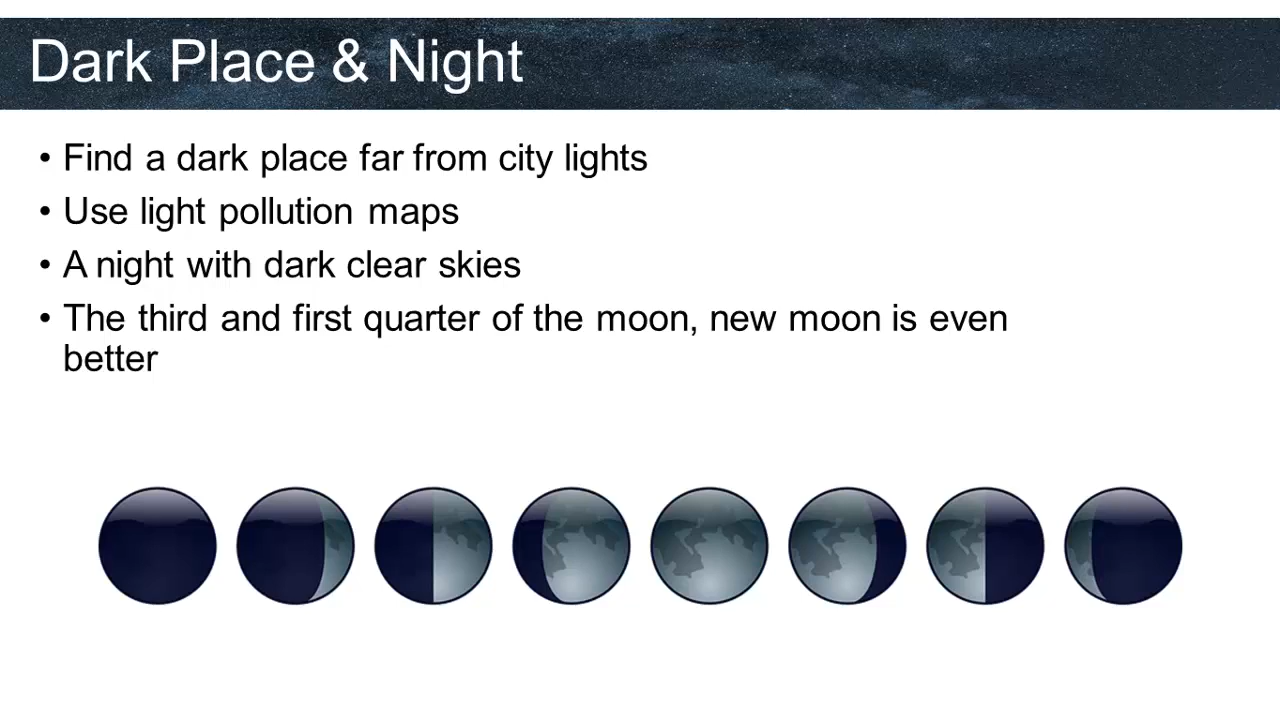 Dark Place & Night
• Find a dark place far from city lights
• Use light pollution maps
• A night with dark clear skies
• The third and first quarter of the moon, new moon is even
better